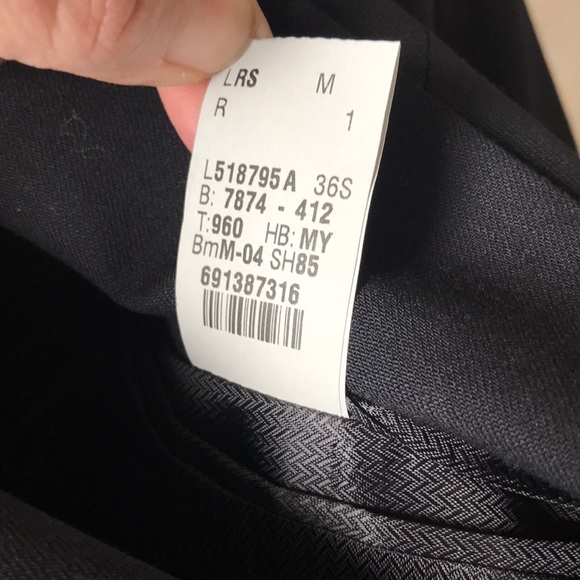 LRS M
R 1
L518795A 36S
B: 7874 - 412
T:960 HB: MY
BmM-04 SH85
691387316